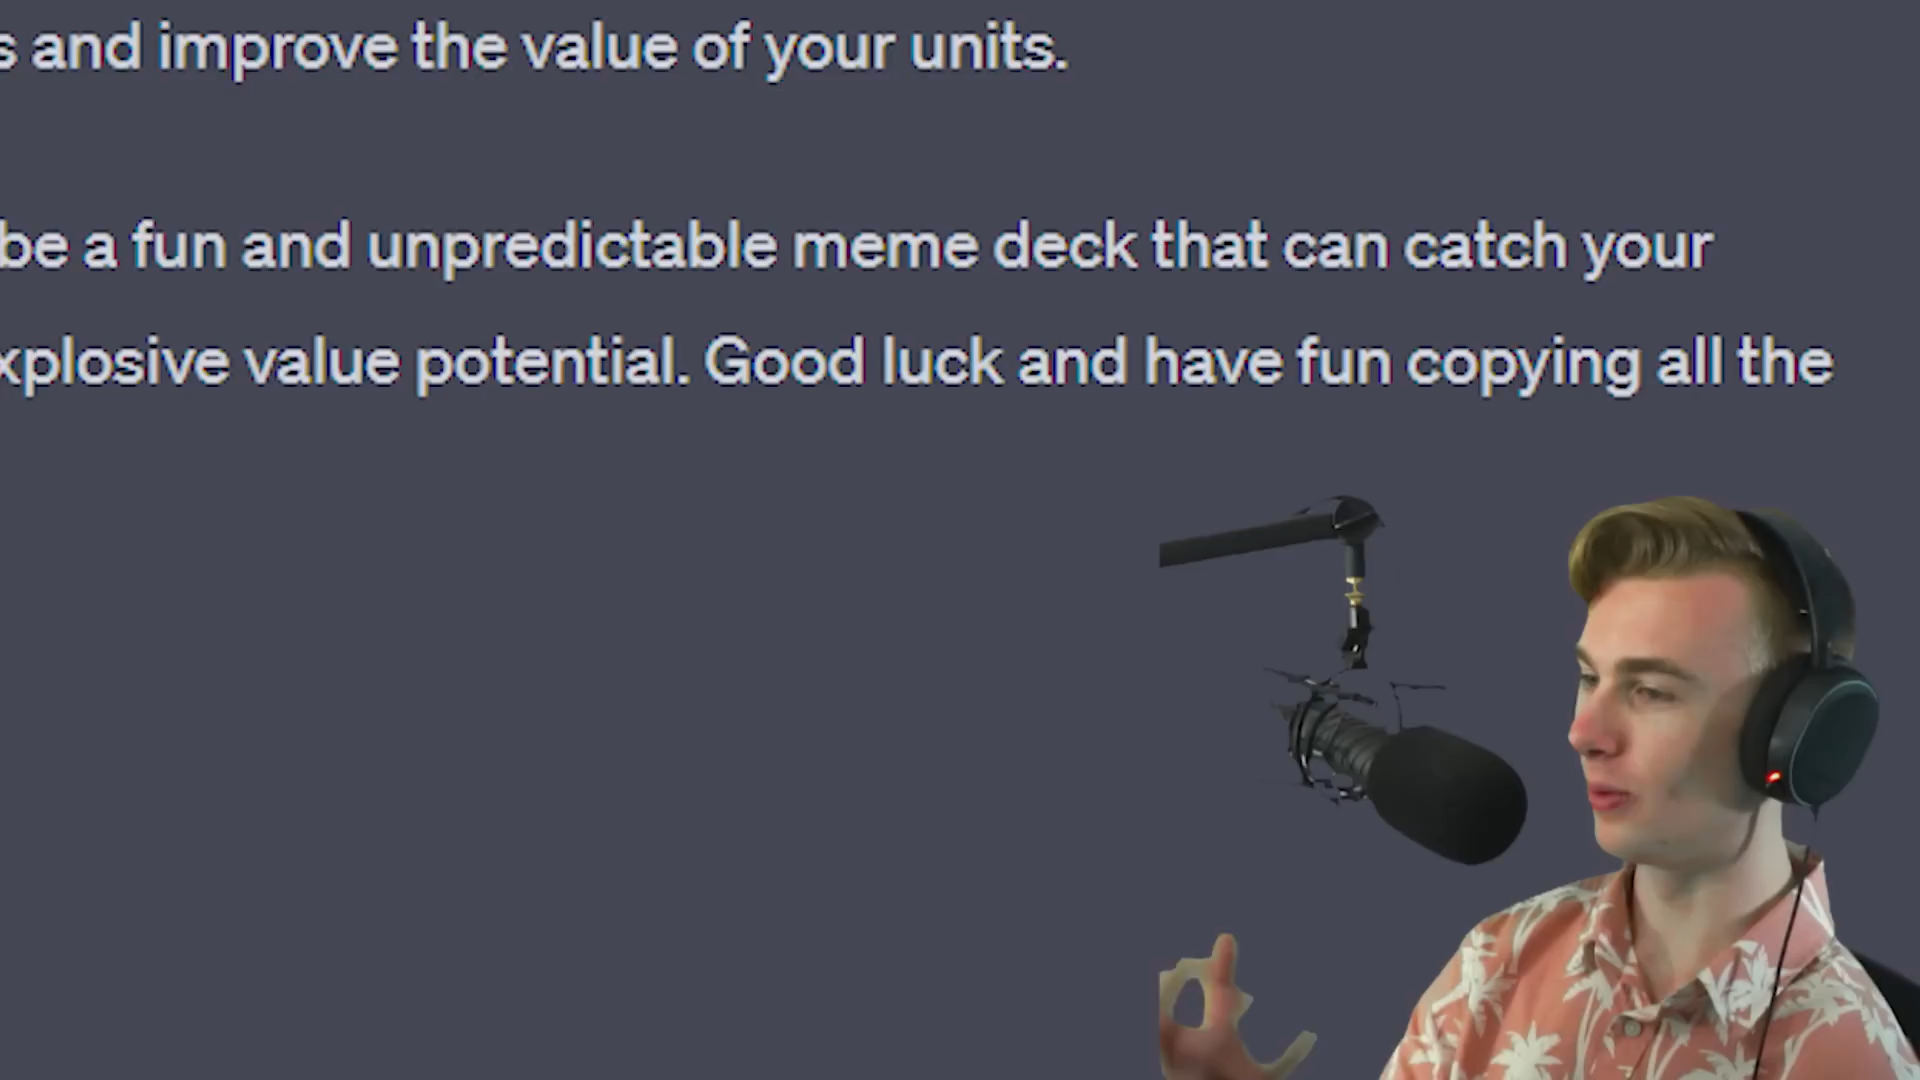 s and improve the value of your units.
be a fun and unpredictable meme deck that can catch your
xplosive value potential. Good luck and have fun copying all the